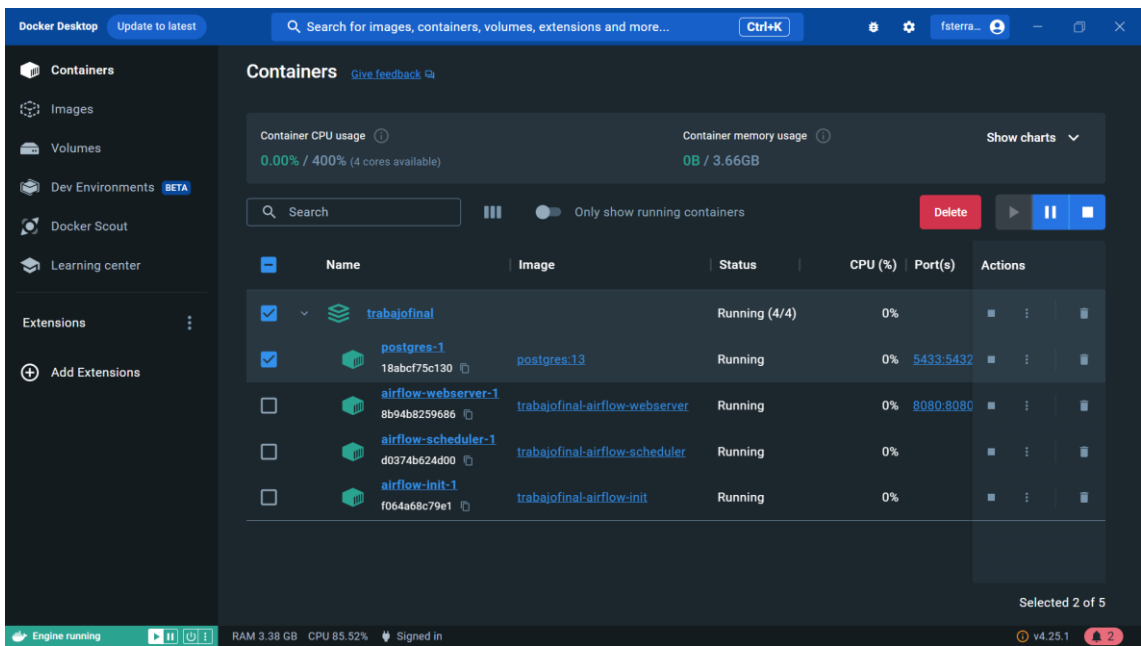 Docker Desktop Update to latest Search for images, containers, volumes, extensions and more... Ctrl+K fsterra...
Containers
Images
Volumes
Dev Environments BETA
Docker Scout
Learning center
Extensions
Add Extensions
Containers Give feedback
Container CPU usage
0.00% / 400% (4 cores available)
Container memory usage
0B / 3.66GB
Show charts
Search Only show running containers Delete
Name Image Status CPU (%) Port(s) Actions
trabajofinal Running (4/4) 0%
postgres-1
18abcf75c130 postgres:13 Running 0% 5433:5432
airflow-webserver-1
8b94b8259686 trabajofinal-airflow-webserver Running 0% 8080:8080
airflow-scheduler-1
d0374b624d00 trabajofinal-airflow-scheduler Running 0%
airflow-init-1
f064a68c79e1 trabajofinal-airflow-init Running 0%
Selected 2 of 5
Engine running RAM 3.38 GB CPU 85.52% Signed in v4.25.1 2